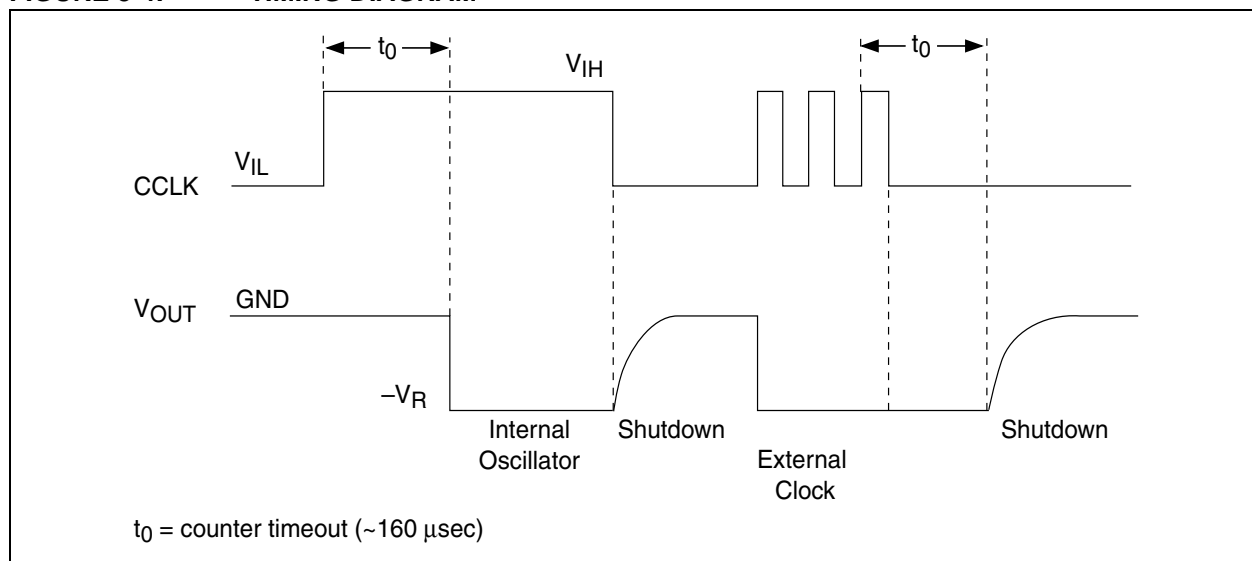 t0
t0
VIH
VIL
CCLK
VOUT
GND
–VR
Internal
Oscillator
Shutdown
External
Clock
Shutdown
t0 = counter timeout (~160 μsec)